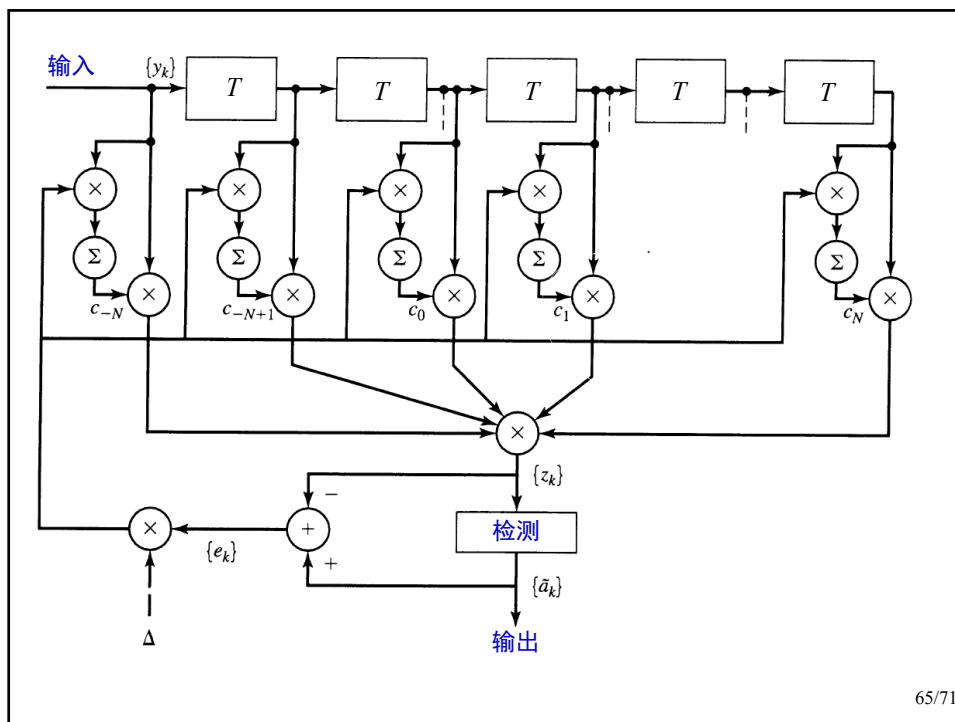 输入
{y_k}
T T T T T
× × × × ×
Σ Σ Σ Σ Σ
× × × × ×
c_{-N} c_{-N+1} c_0 c_1 c_N
×
{z_k}
−
× + 检测
{e_k}
+
{ã_k}
Δ
输出
65/71